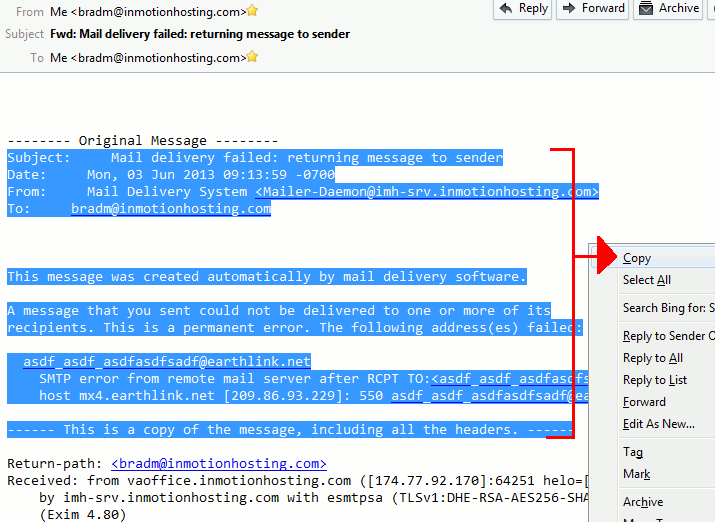 From Me <bradm@inmotionhosting.com>
Reply Forward Archive
Subject Fwd: Mail delivery failed: returning message to sender
To Me <bradm@inmotionhosting.com>
-------- Original Message --------
Subject: Mail delivery failed: returning message to sender
Date: Mon, 03 Jun 2013 09:13:59 -0700
From: Mail Delivery System <Mailer-Daemon@imh-srv.inmotionhosting.com>
To: bradm@inmotionhosting.com
This message was created automatically by mail delivery software.
A message that you sent could not be delivered to one or more of its
recipients. This is a permanent error. The following address(es) failed:
asdf_asdf_asdfasdfsadf@earthlink.net
SMTP error from remote mail server after RCPT TO:<asdf_asdf_asdfasdfs
host mx4.earthlink.net [209.86.93.229]: 550 asdf_asdf_asdfasdfsadf@ea
------ This is a copy of the message, including all the headers. ------
Return-path: <bradm@inmotionhosting.com>
Received: from vaoffice.inmotionhosting.com ([174.77.92.170]:64251 helo=[
by imh-srv.inmotionhosting.com with esmtpsa (TLSv1:DHE-RSA-AES256-SHA
(Exim 4.80)
Copy
Select All
Search Bing for: S
Reply to Sender O
Reply to All
Reply to List
Forward
Edit As New...
Tag
Mark
Archive